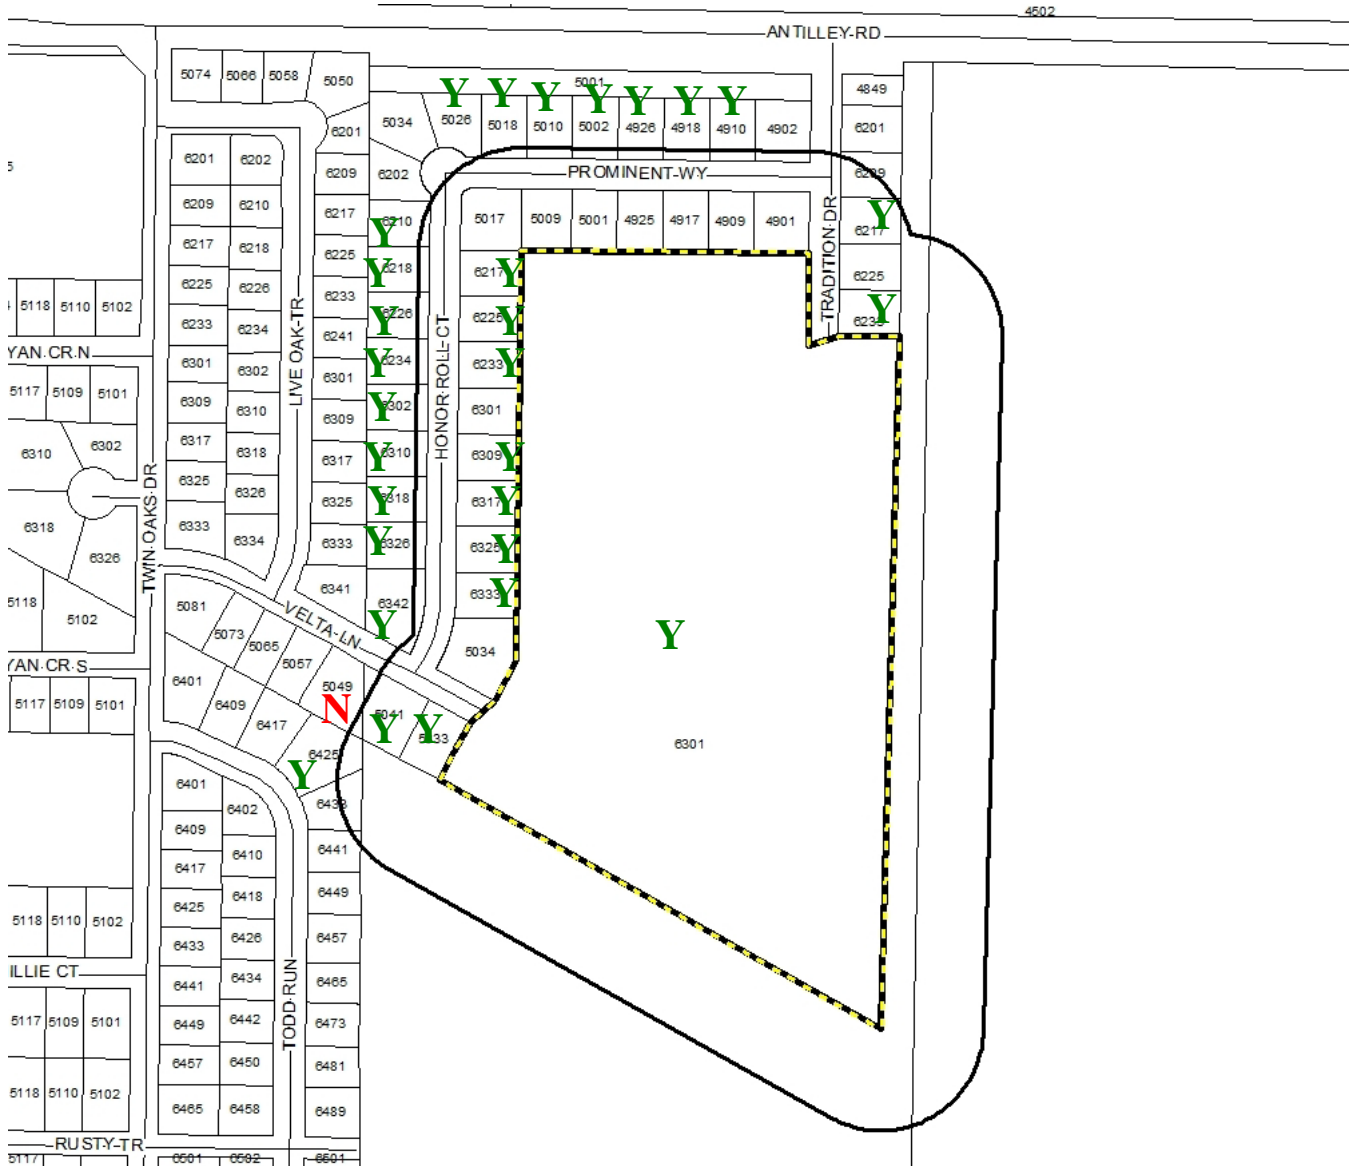 4502
ANTILLEY RD
5074 5066 5058 5050 5001 4849
Y Y Y Y Y Y Y
5026 5018 5010 5002 4926 4918 4910 4902
5034 6201 6201
6201 6202 6209 6202 PROMINENT WY 6209
6209 6210 6217 6210 Y 5017 5009 5001 4925 4917 4909 4901 Y 6217
6217 6218 6225 6218 Y 6217 Y 6225
6225 6226 6233 6226 Y 6225 Y TRADITION DR Y
5118 5110 5102
6233 6234 6241 6234 Y 6233 Y
YAN CR N
6301 6302 6301 6302 Y 6301
LIVE OAK TR
HONOR ROLL CT
5117 5109 5101
6309 6310 6309 6310 Y 6309 Y
6310 6302
6317 6318 6317 6318 Y 6317 Y
6325 6326 6325 6326 Y 6325 Y
TWIN OAKS DR
6318 6326
6333 6334 6333 6333 Y
5118 5102
6341 6342 Y
VELTA LN
5081 5073 5065 5057 5049 N 5041 Y Y 5034
Y
6301
YAN CR S
5117 5109 5101
6401 6409 6417 6425 Y
6401 6402 6433
6409 6410 6441
6417 6418 6449
6425 6426 6457
5118 5110 5102
6433 6434 6465
ILLIE CT
6441 6442 6473
TODD RUN
5117 5109 5101
6449 6450 6481
6457 6458 6489
5118 5110 5102
6465
RUSTY TR
5117 6501 6502 6501